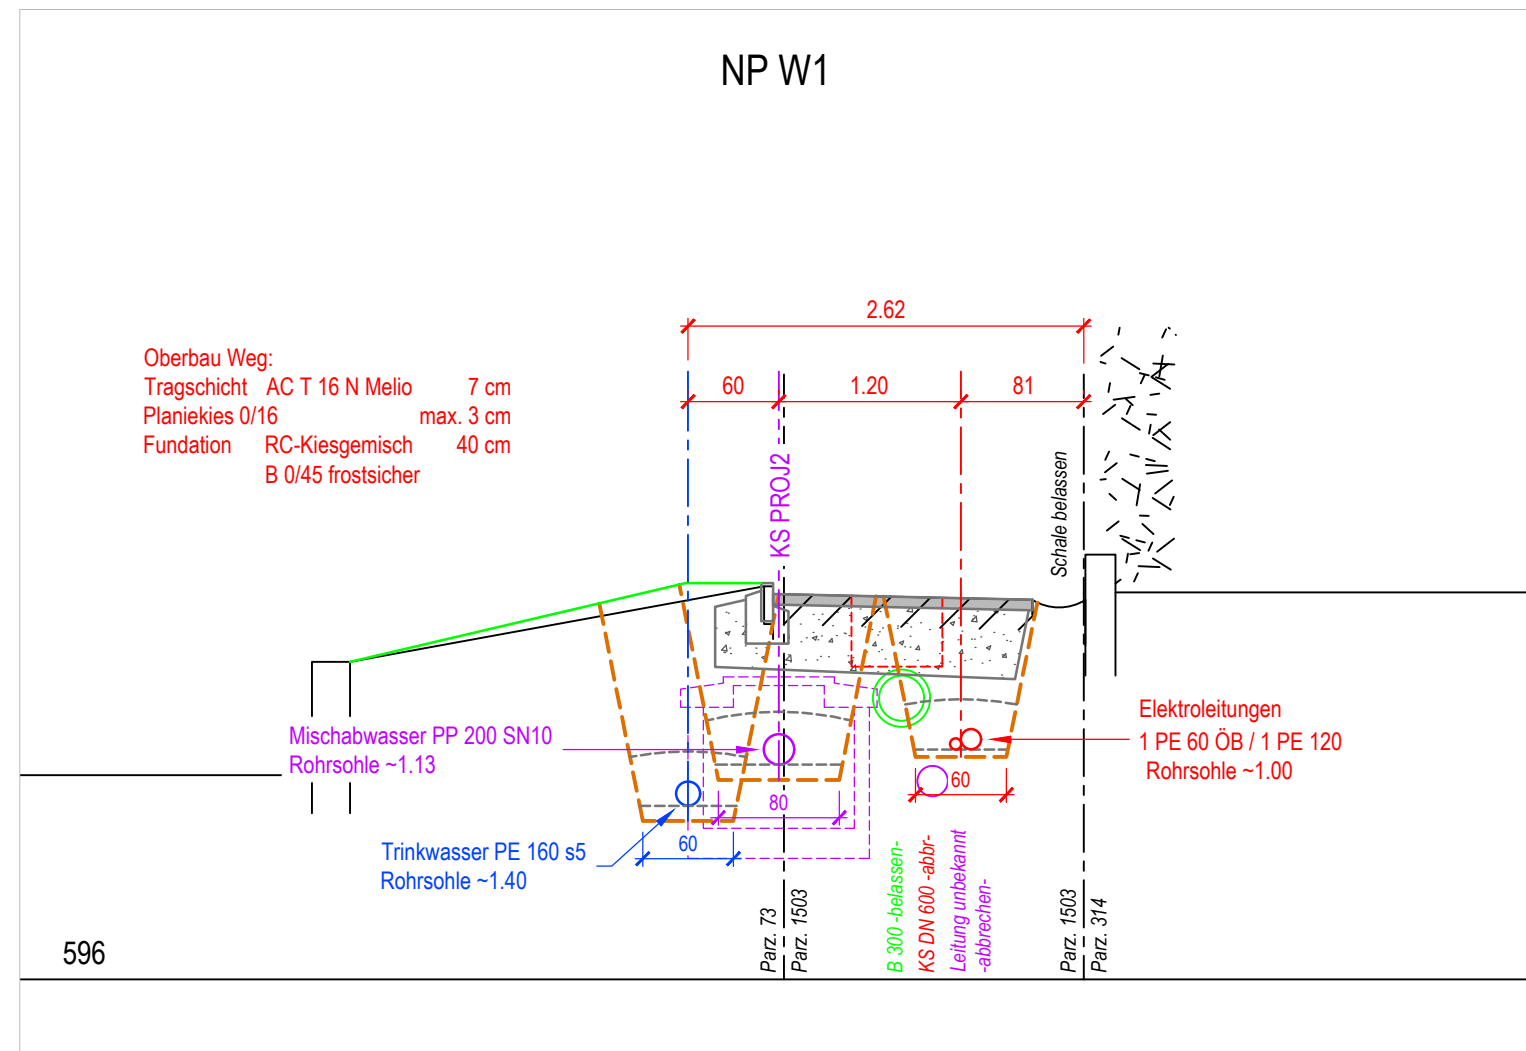 NP W1
2.62
60
1.20
81
Oberbau Weg:
Tragschicht AC T 16 N Melio 7 cm
Planiekies 0/16 max. 3 cm
Fundation RC-Kiesgemisch 40 cm
B 0/45 frostsicher
KS PROJ2
Schale belassen
Mischabwasser PP 200 SN10
Rohrsohle ~1.13
Elektroleitungen
1 PE 60 ÖB / 1 PE 120
Rohrsohle ~1.00
80
60
60
Trinkwasser PE 160 s5
Rohrsohle ~1.40
Parz. 73
Parz. 1503
B 300 -belassen-
KS DN 600 -abbr-
Leitung unbekannt
-abbrechen-
Parz. 1503
Parz. 314
596